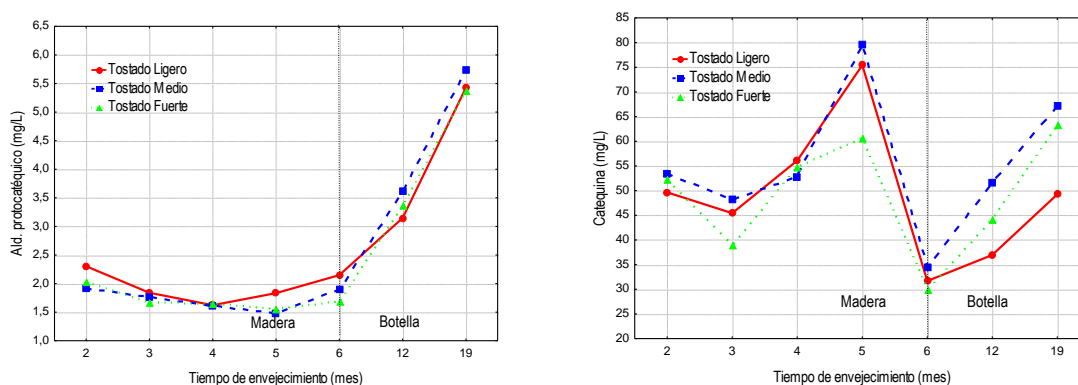 6,0
5,5
5,0
4,5
4,0
3,5
3,0
2,5
2,0
1,5
1,0
Ald. protocatéquico (mg/L)
Tostado Ligero
Tostado Medio
Tostado Fuerte
Madera
Botella
2 3 4 5 6 12 19
Tiempo de envejecimiento (mes)
85
80
75
70
65
60
55
50
45
40
35
30
25
20
Catequina (mg/L)
Tostado Ligero
Tostado Medio
Tostado Fuerte
Madera
Botella
2 3 4 5 6 12 19
Tiempo de envejecimiento (mes)